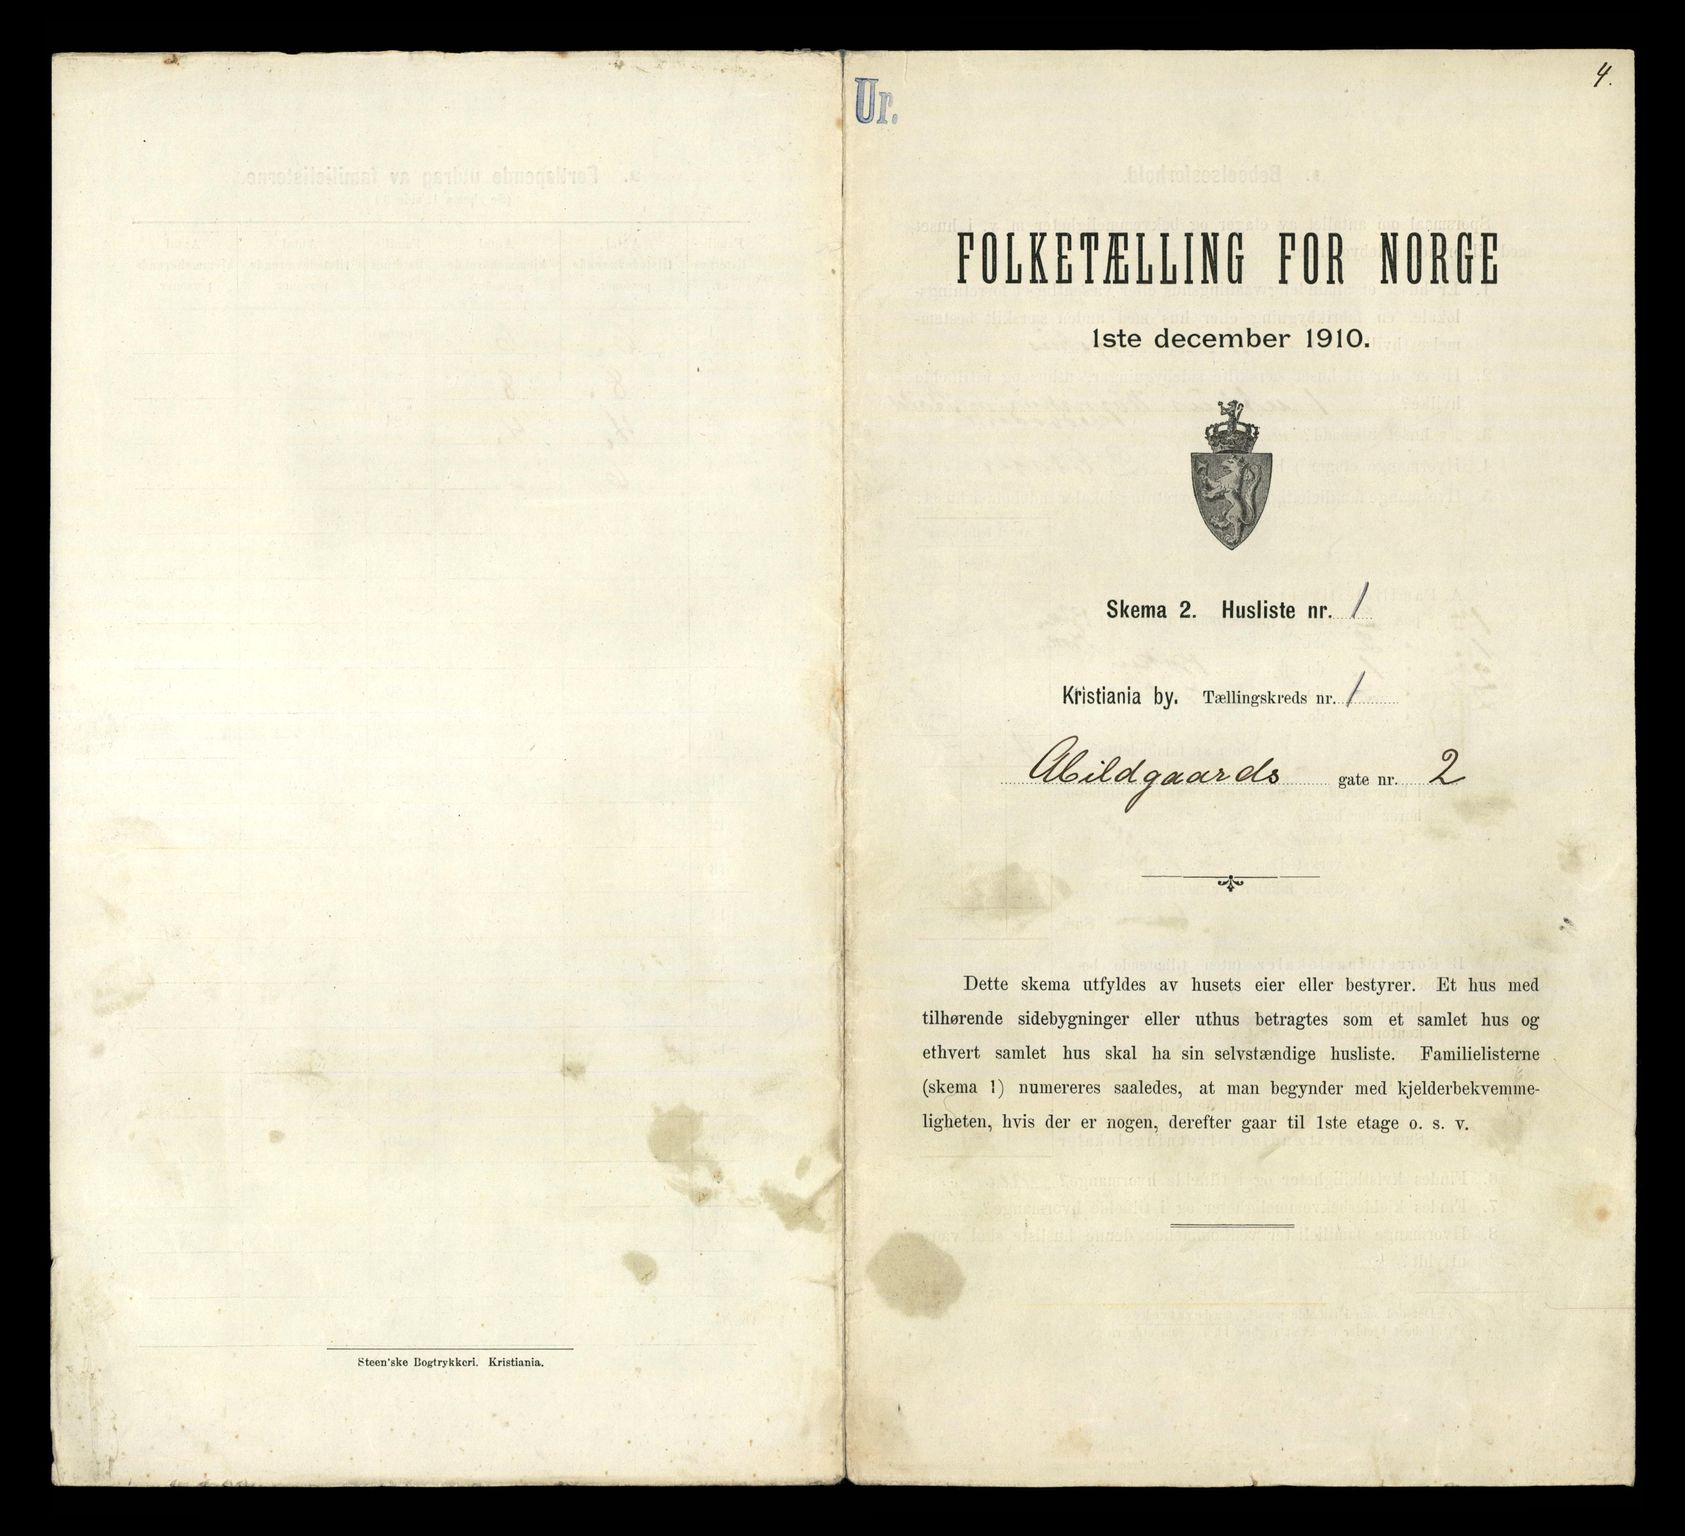 Steen'ske Bogtrykkeri. Kristiania.
4.
Ur.
FOLKETÆLLING FOR NORGE
1ste december 1910.
Skema 2. Husliste nr. 1
Kristiania by. Tællingskreds nr. 1
Abildgaards gate nr. 2
Dette skema utfyldes av husets eier eller bestyrer. Et hus med
tilhørende sidebygninger eller uthus betragtes som et samlet hus og
ethvert samlet hus skal ha sin selvstændige husliste. Familielisterne
(skema 1) numereres saaledes, at man begynder med kjelderbekvemme-
ligheten, hvis der er nogen, derefter gaar til 1ste etage o. s. v.